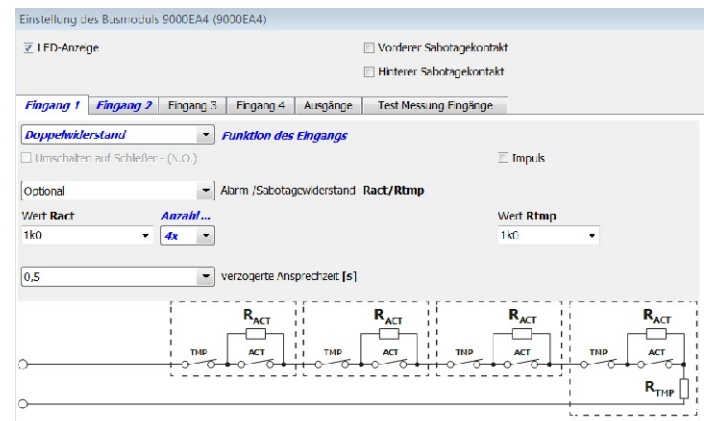 Einstellung des Busmoduls 9000EA4 (9000EA4)
LED-Anzeige Vorderer Sabotagekontakt
Hinterer Sabotagekontakt
Eingang 1 Eingang 2 Eingang 3 Eingang 4 Ausgänge Test Messung Eingänge
Doppelwiderstand Funktion des Eingangs
Umschalten auf Schließer - (N.O.) Impuls
Optional Alarm /Sabotagewiderstand Ract/Rtmp
Wert Ract Anzahl ... Wert Rtmp
1k0 4x 1k0
0,5 verzogerte Ansprechzeit [s]
RACT RACT RACT RACT
TMP ACT TMP ACT TMP ACT TMP ACT
RTMP